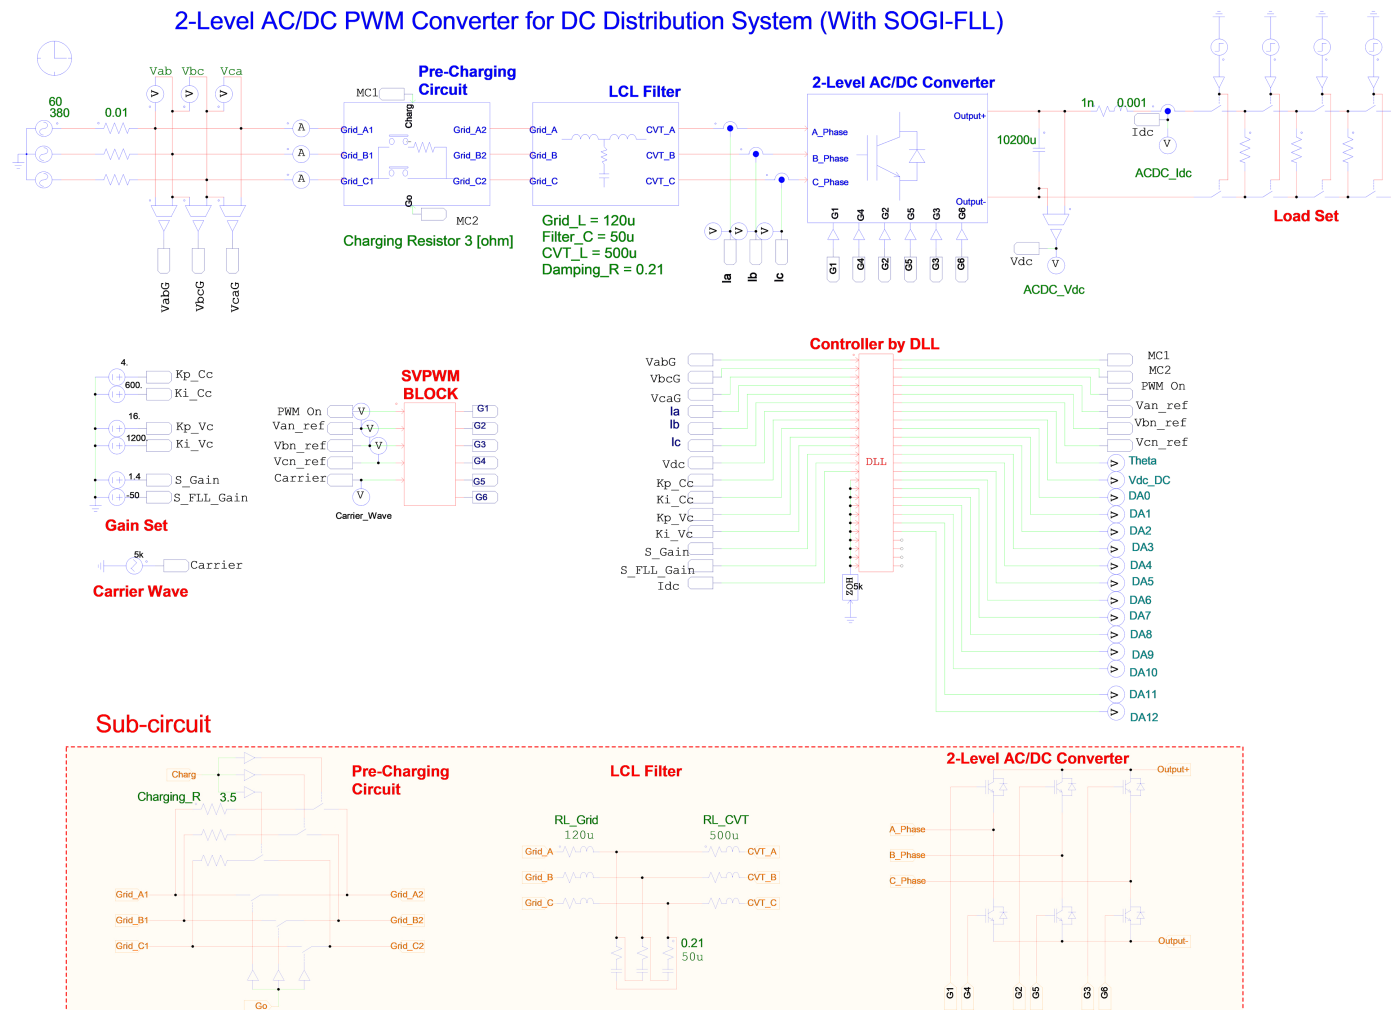 2-Level AC/DC PWM Converter for DC Distribution System (With SOGI-FLL)
Vab Vbc Vca
V V V
60
380
0.01
A
A
A
MC1
Pre-Charging
Circuit
Charg
Grid_A1 Grid_A2
Grid_B1 Grid_B2
Grid_C1 Grid_C2
Go
MC2
Charging Resistor 3 [ohm]
VabG VbcG VcaG
LCL Filter
Grid_A CVT_A
Grid_B CVT_B
Grid_C CVT_C
Grid_L = 120u
Filter_C = 50u
CVT_L = 500u
Damping_R = 0.21
V V V
Ia Ib Ic
2-Level AC/DC Converter
Output+
A_Phase
B_Phase
C_Phase
Output-
G1 G4 G2 G5 G3 G6
G1 G4 G2 G5 G3 G6
10200u
1n 0.001
Idc
V
ACDC_Idc
Vdc
V
ACDC_Vdc
Load Set
4.
Kp_Cc
600.
Ki_Cc
16.
Kp_Vc
1200.
Ki_Vc
1.4
S_Gain
-50
S_FLL_Gain
Gain Set
5k
Carrier
Carrier Wave
SVPWM
BLOCK
PWM On V G1
Van_ref V G2
Vbn_ref V G3
Vcn_ref G4
Carrier G5
V G6
Carrier_Wave
Controller by DLL
VabG
VbcG
VcaG
Ia
Ib
Ic
Vdc
Kp_Cc
Ki_Cc
Kp_Vc
Ki_Vc
S_Gain
S_FLL_Gain
Idc
DLL
ZOH
5k
MC1
MC2
PWM On
Van_ref
Vbn_ref
Vcn_ref
V Theta
V Vdc_DC
V DA0
V DA1
V DA2
V DA3
V DA4
V DA5
V DA6
V DA7
V DA8
V DA9
V DA10
V DA11
V DA12
Sub-circuit
Pre-Charging
Circuit
Charg
Charging_R 3.5
Grid_A1 Grid_A2
Grid_B1 Grid_B2
Grid_C1 Grid_C2
Go
LCL Filter
RL_Grid RL_CVT
120u 500u
Grid_A CVT_A
Grid_B CVT_B
Grid_C CVT_C
0.21
50u
2-Level AC/DC Converter
Output+
A_Phase
B_Phase
C_Phase
Output-
G1 G4 G2 G5 G3 G6